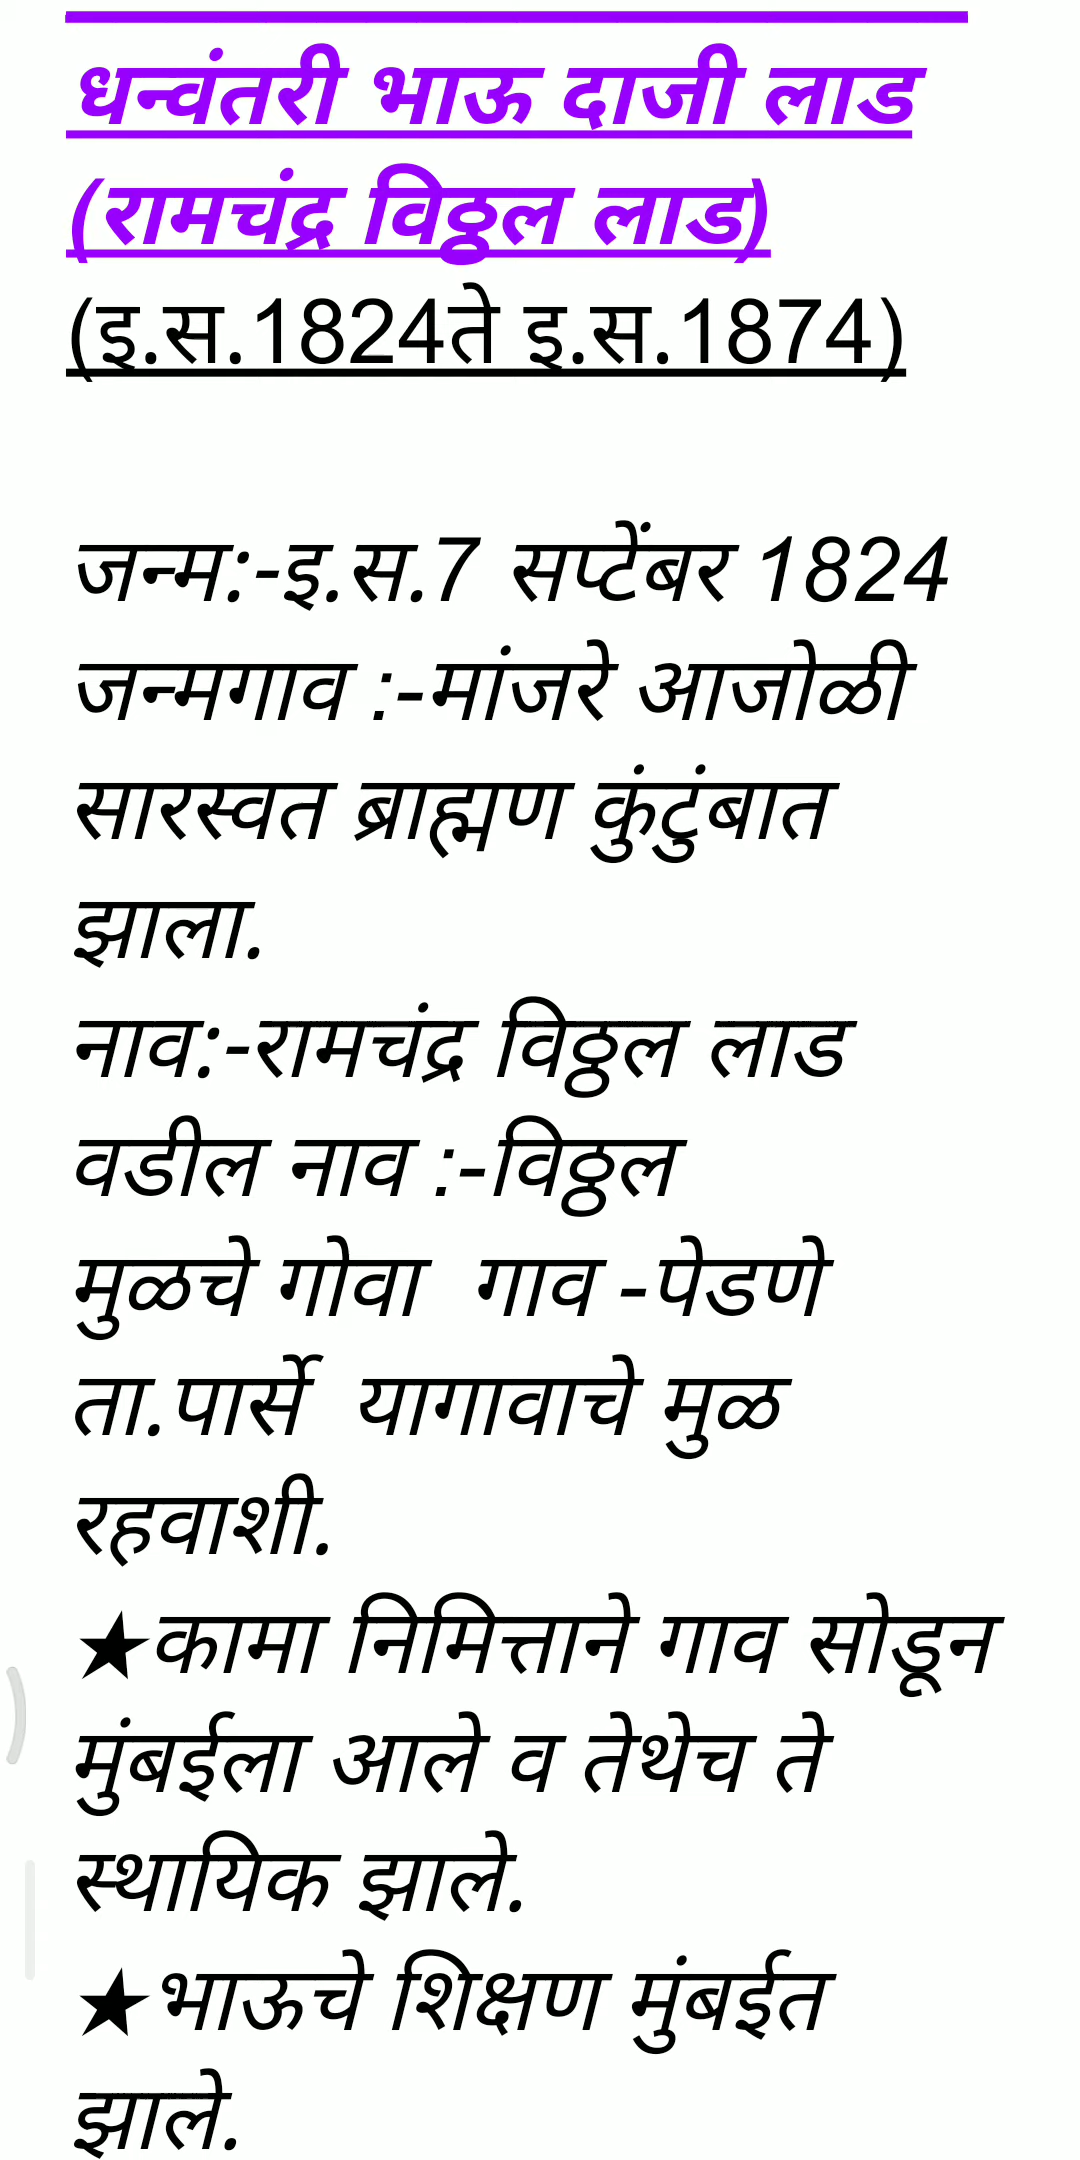 धन्वंतरी भाऊ दाजी लाड
(रामचंद्र विठ्ठल लाड)
(इ.स.1824ते इ.स.1874)
जन्म:-इ.स.7 सप्टेंबर 1824
जन्मगाव :-मांजरे आजोळी
सारस्वत ब्राह्मण कुंटुंबात
झाला.
नाव:-रामचंद्र विठ्ठल लाड
वडील नाव :-विठ्ठल
मुळचे गोवा गाव -पेडणे
ता.पार्से यागावाचे मुळ
रहवाशी.
★कामा निमित्ताने गाव सोडून
मुंबईला आले व तेथेच ते
स्थायिक झाले.
★भाऊचे शिक्षण मुंबईत
झाले.